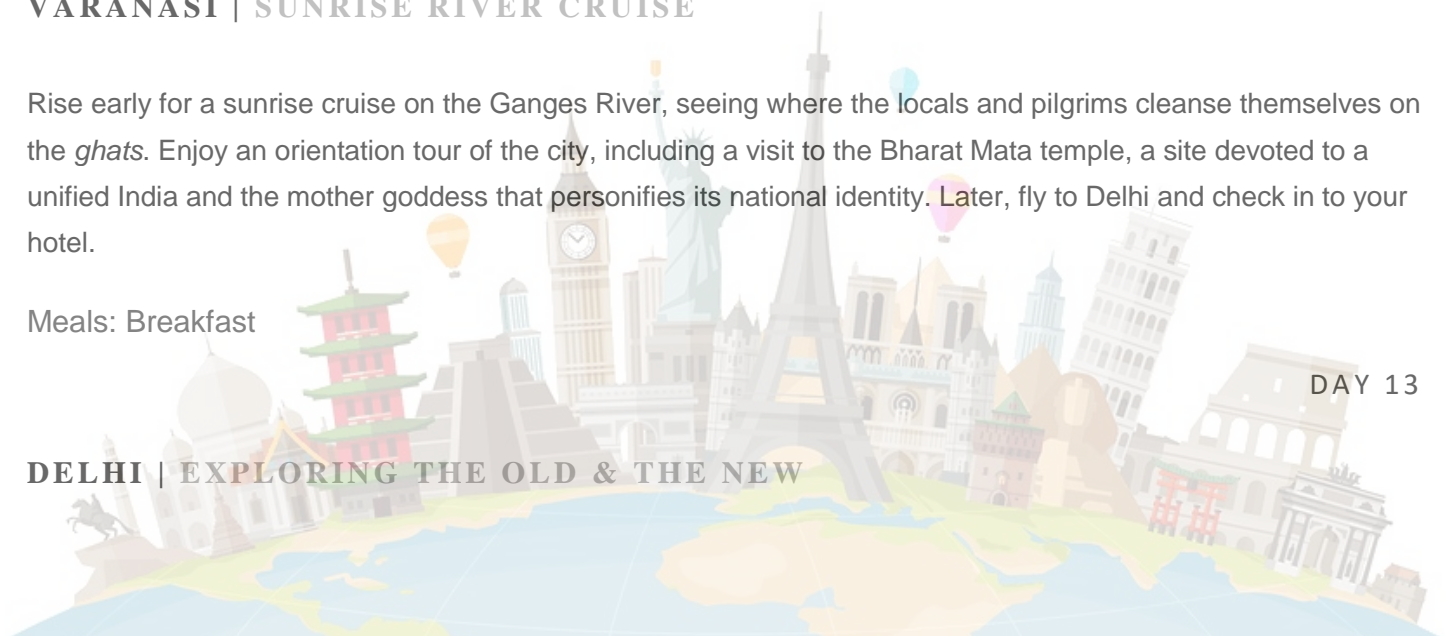 VARANASI | SUNRISE RIVER CRUISE
Rise early for a sunrise cruise on the Ganges River, seeing where the locals and pilgrims cleanse themselves on
the ghats. Enjoy an orientation tour of the city, including a visit to the Bharat Mata temple, a site devoted to a
unified India and the mother goddess that personifies its national identity. Later, fly to Delhi and check in to your
hotel.
Meals: Breakfast
DAY 13
DELHI | EXPLORING THE OLD & THE NEW